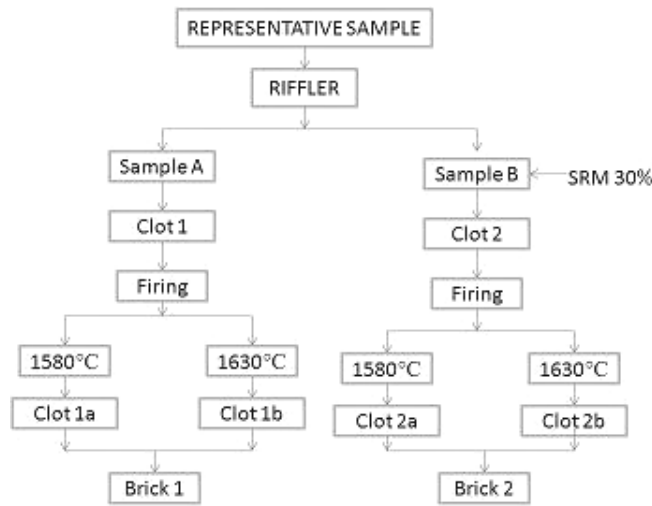 REPRESENTATIVE SAMPLE
RIFFLER
Sample A
Sample B
SRM 30%
Clot 1
Clot 2
Firing
Firing
1580°C
1630°C
1580°C
1630°C
Clot 1a
Clot 1b
Clot 2a
Clot 2b
Brick 1
Brick 2